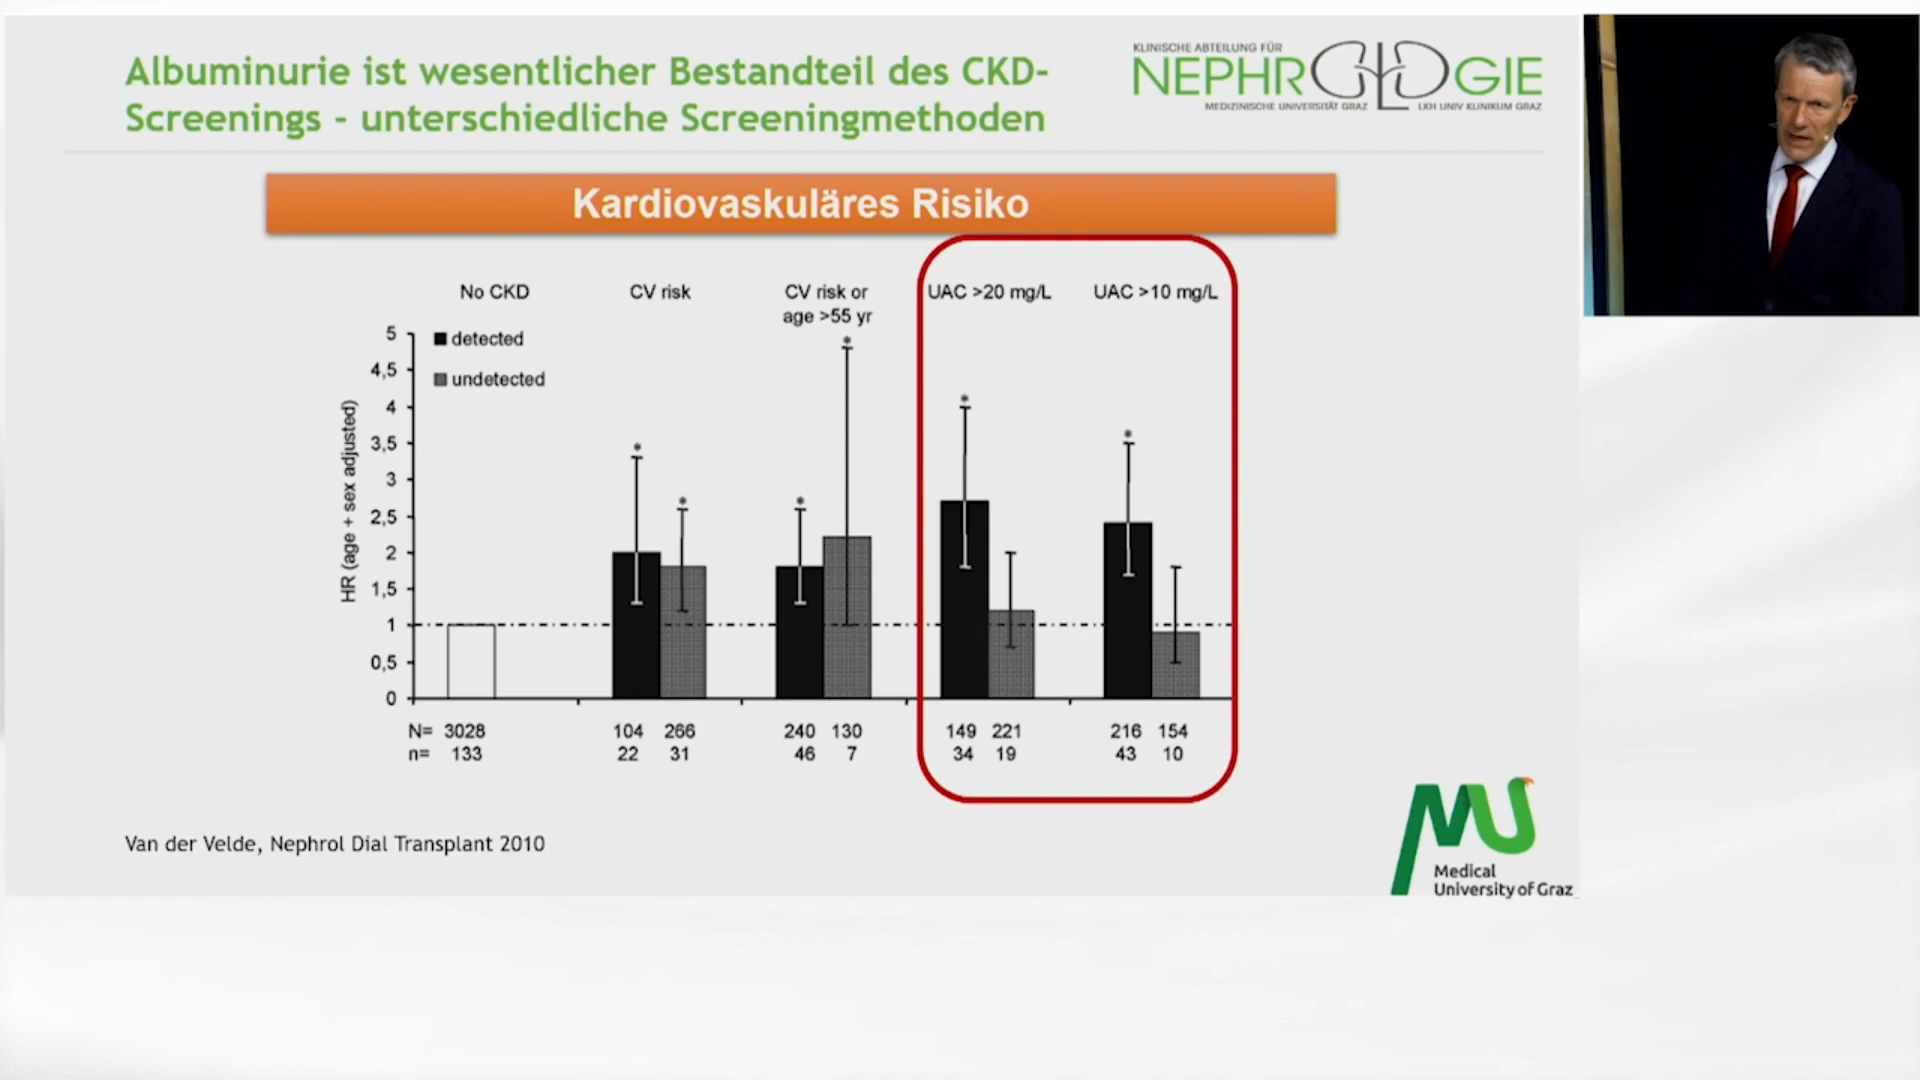 Albuminurie ist wesentlicher Bestandteil des CKD-
Screenings - unterschiedliche Screeningmethoden
KLINISCHE ABTEILUNG FÜR
NEPHROLOGIE
MEDIZINISCHE UNIVERSITÄT GRAZ
LKH UNIV KLINIKUM GRAZ
Kardiovaskuläres Risiko
No CKD
CV risk
CV risk or
age >55 yr
UAC >20 mg/L
UAC >10 mg/L
detected
undetected
HR (age + sex adjusted)
5
4,5
4
3,5
3
2,5
2
1,5
1
0,5
0
* * * * * *
N= 3028 104 266 240 130 149 221 216 154
n= 133 22 31 46 7 34 19 43 10
Van der Velde, Nephrol Dial Transplant 2010
MU
Medical
University of Graz